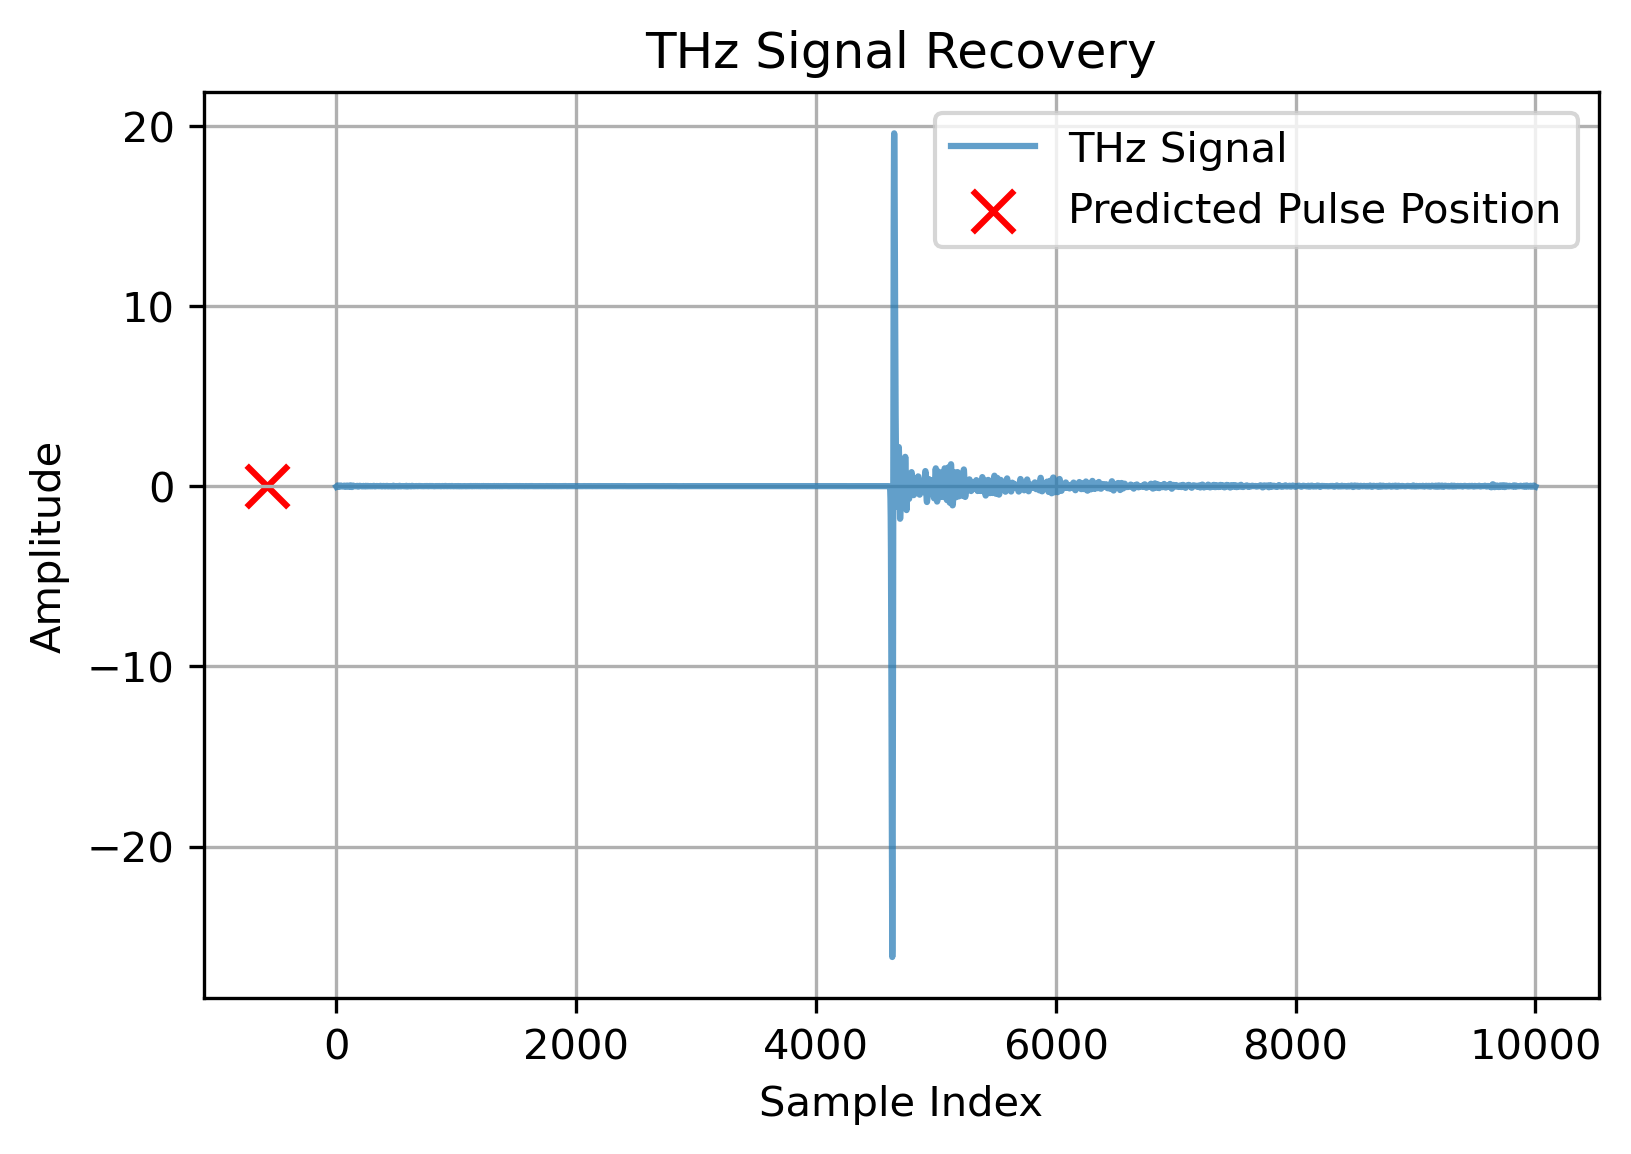 THz Signal Recovery
THz Signal
Predicted Pulse Position
20
10
0
−10
−20
Amplitude
0 2000 4000 6000 8000 10000
Sample Index